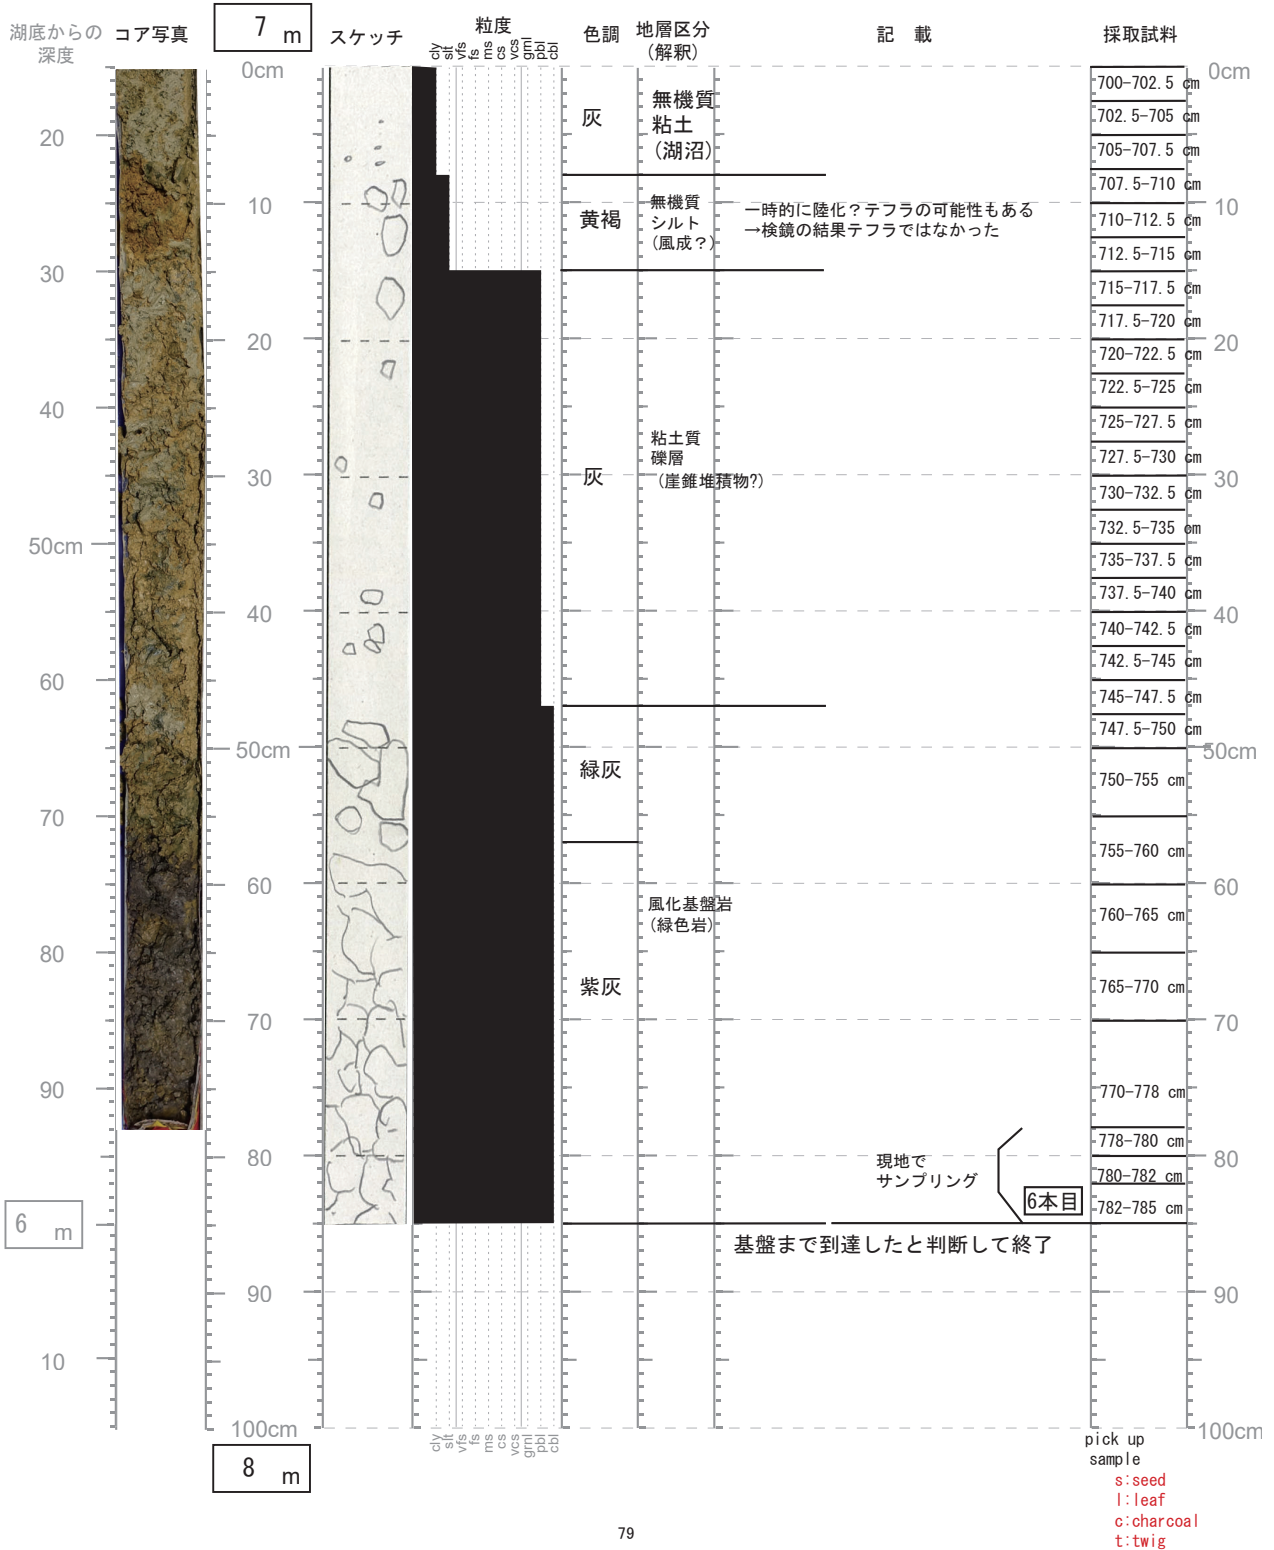 湖底からの
深度
コア写真
7 m
スケッチ
粒度
cly
slt
vfs
fs
ms
cs
vcs
grnl
pbl
cbl
色調
地層区分
(解釈)
記 載
採取試料
0cm
10
20
30
40
50cm
60
70
80
90
100cm
20
30
40
50cm
60
70
80
90
6 m
10
灰
無機質
粘土
(湖沼)
黄褐
無機質
シルト
(風成?)
一時的に陸化?テフラの可能性もある
→検鏡の結果テフラではなかった
灰
粘土質
礫層
(崖錐堆積物?)
緑灰
風化基盤岩
(緑色岩)
紫灰
現地で
サンプリング
6本目
基盤まで到達したと判断して終了
700-702.5 cm
702.5-705 cm
705-707.5 cm
707.5-710 cm
710-712.5 cm
712.5-715 cm
715-717.5 cm
717.5-720 cm
720-722.5 cm
722.5-725 cm
725-727.5 cm
727.5-730 cm
730-732.5 cm
732.5-735 cm
735-737.5 cm
737.5-740 cm
740-742.5 cm
742.5-745 cm
745-747.5 cm
747.5-750 cm
750-755 cm
755-760 cm
760-765 cm
765-770 cm
770-778 cm
778-780 cm
780-782 cm
782-785 cm
0cm
10
20
30
40
50cm
60
70
80
90
100cm
cly
slt
vfs
fs
ms
cs
vcs
grnl
pbl
cbl
8 m
pick up
sample
s:seed
l:leaf
c:charcoal
t:twig
79